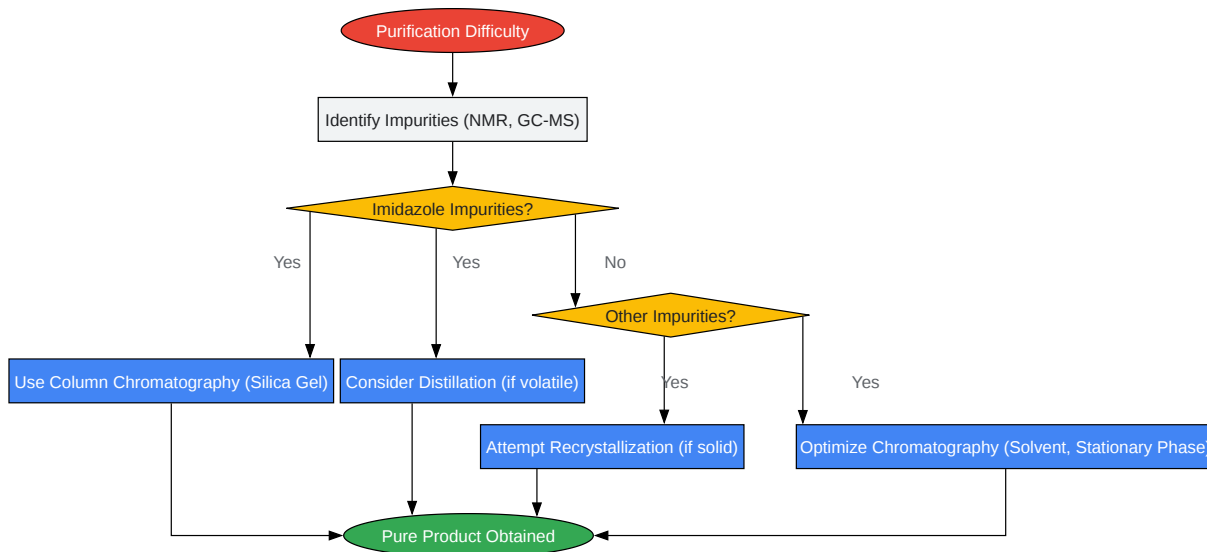 Purification Difficulty
Identify Impurities (NMR, GC-MS)
Imidazole Impurities?
Yes
Yes
No
Other Impurities?
Use Column Chromatography (Silica Gel)
Consider Distillation (if volatile)
Yes
Yes
Attempt Recrystallization (if solid)
Optimize Chromatography (Solvent, Stationary Phase)
Pure Product Obtained